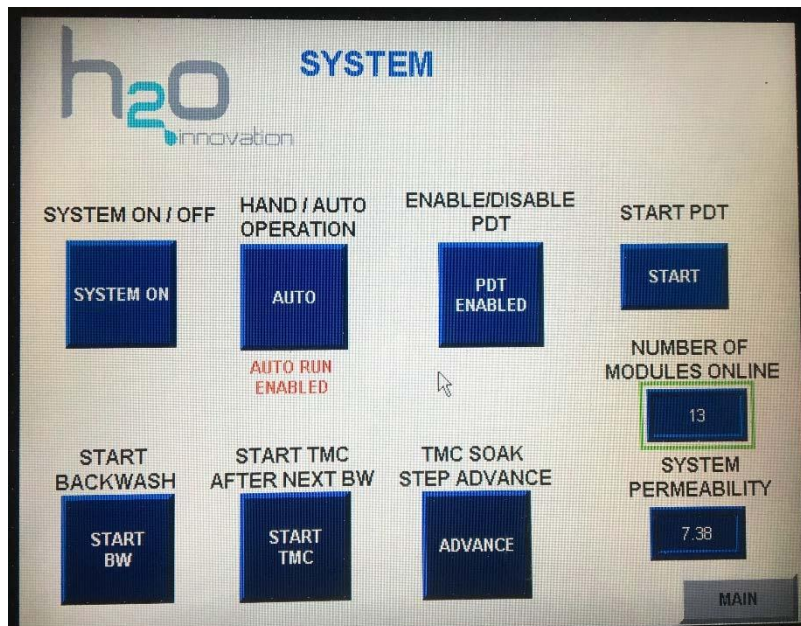 h2o
innovation
SYSTEM
SYSTEM ON / OFF
SYSTEM ON
HAND / AUTO
OPERATION
AUTO
AUTO RUN
ENABLED
ENABLE/DISABLE
PDT
PDT
ENABLED
START PDT
START
NUMBER OF
MODULES ONLINE
13
START
BACKWASH
START
BW
START TMC
AFTER NEXT BW
START
TMC
TMC SOAK
STEP ADVANCE
ADVANCE
SYSTEM
PERMEABILITY
7.38
MAIN